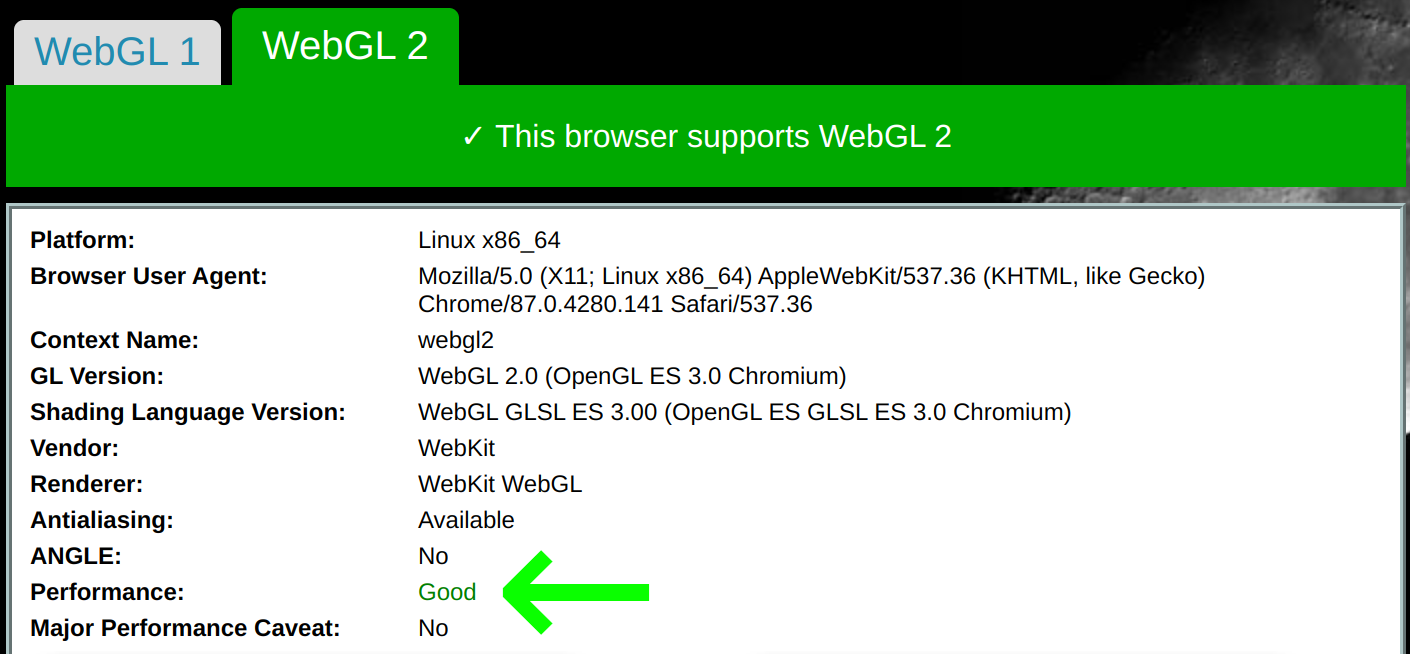 WebGL 1
WebGL 2
✓ This browser supports WebGL 2
Platform: Linux x86_64
Browser User Agent: Mozilla/5.0 (X11; Linux x86_64) AppleWebKit/537.36 (KHTML, like Gecko)
Chrome/87.0.4280.141 Safari/537.36
Context Name: webgl2
GL Version: WebGL 2.0 (OpenGL ES 3.0 Chromium)
Shading Language Version: WebGL GLSL ES 3.00 (OpenGL ES GLSL ES 3.0 Chromium)
Vendor: WebKit
Renderer: WebKit WebGL
Antialiasing: Available
ANGLE: No
Performance: Good
Major Performance Caveat: No